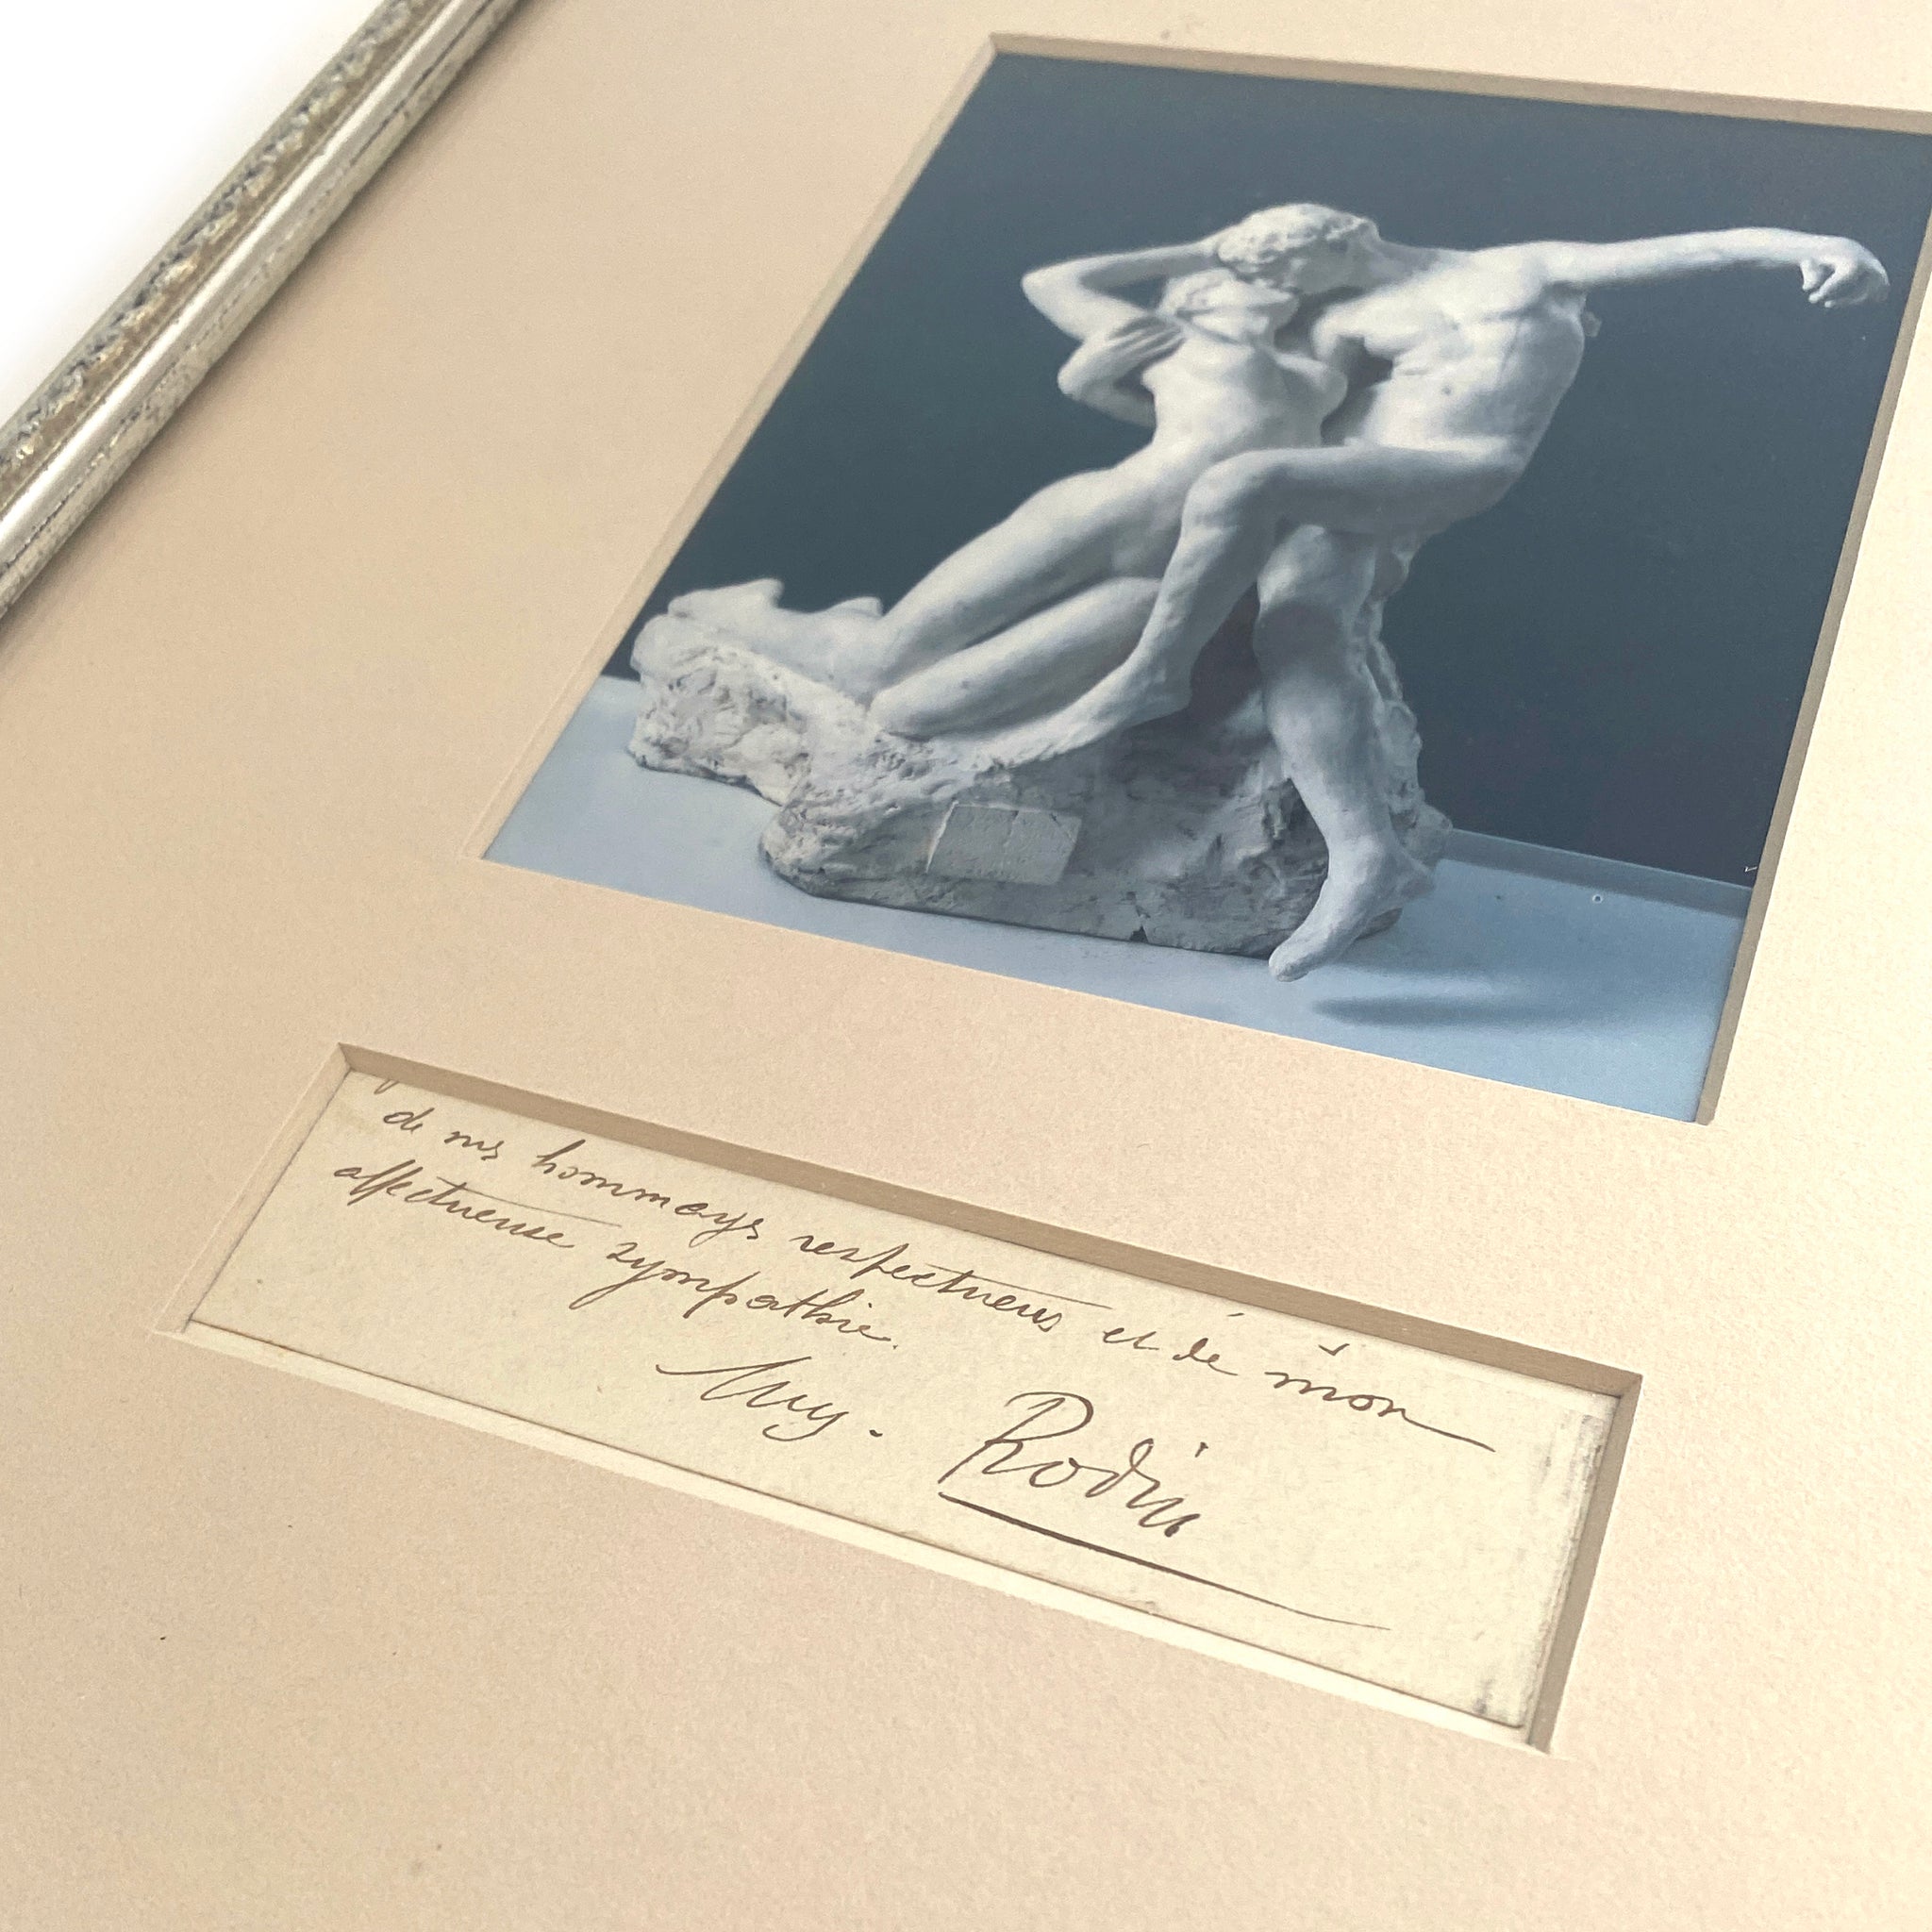 de mes hommages respectueux et de mon
affectueuse sympathie.
Aug. Rodin